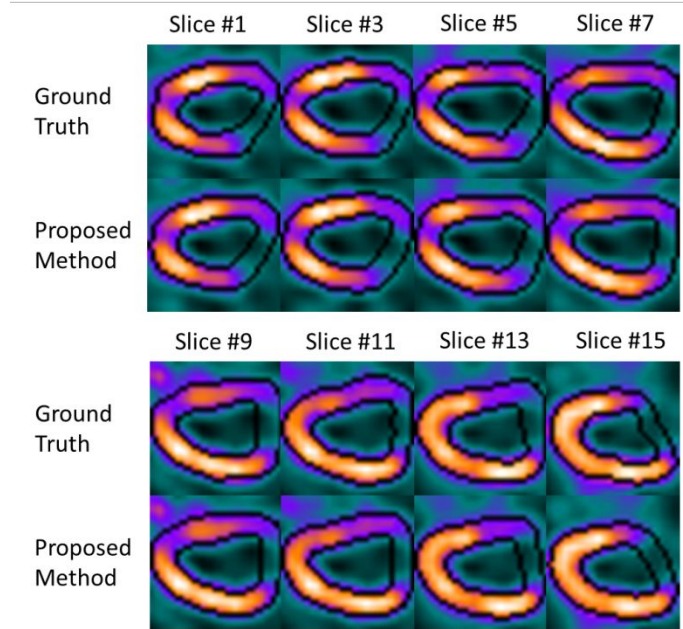 Slice #1 Slice #3 Slice #5 Slice #7
Ground
Truth
Proposed
Method
Slice #9 Slice #11 Slice #13 Slice #15
Ground
Truth
Proposed
Method